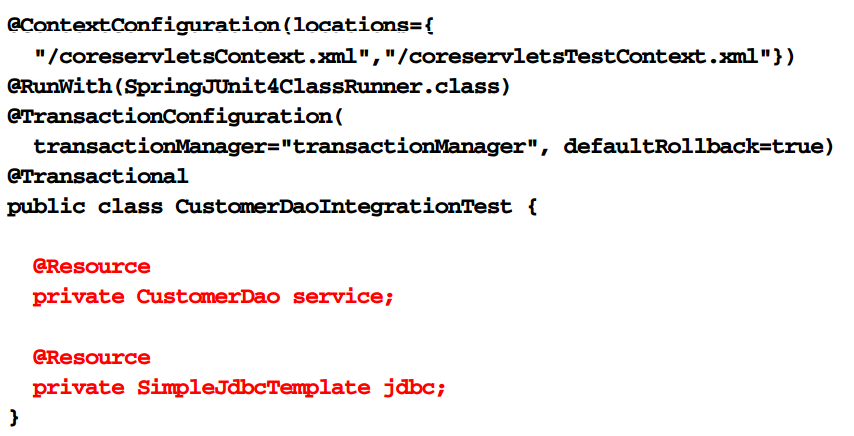 @ContextConfiguration(locations={
"/coreservletsContext.xml","/coreservletsTestContext.xml"})
@RunWith(SpringJUnit4ClassRunner.class)
@TransactionConfiguration(
transactionManager="transactionManager", defaultRollback=true)
@Transactional
public class CustomerDaoIntegrationTest {
@Resource
private CustomerDao service;
@Resource
private SimpleJdbcTemplate jdbc;
}